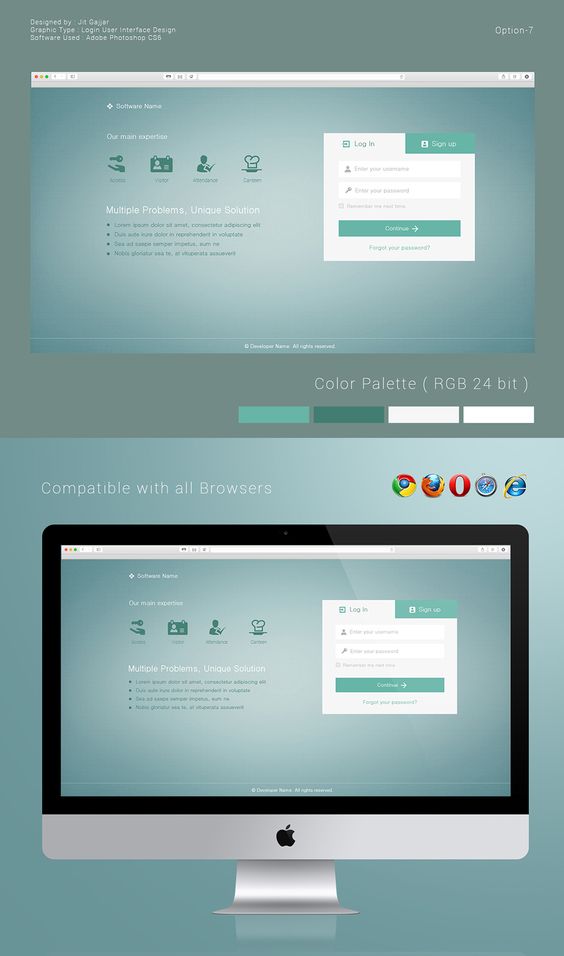 Designed by : Jit Gajjar
Graphic Type : Login User Interface Design
Software Used : Adobe Photoshop CS6
Option-7
Software Name
Our main expertise
Access
Visitor
Attendance
Canteen
Multiple Problems, Unique Solution
Lorem ipsum dolor sit amet, consectetur adipiscing elit
Duis aute irure dolor in reprehenderit in voluptate
Sea ad saepe semper impetus, eum ne
Nobis gloriatur sea te, at vituperata assueverit
Log In
Sign up
Enter your username
Enter your password
Remember me next time.
Continue
Forgot your password?
© Developer Name. All rights reserved.
Color Palette ( RGB 24 bit )
Compatible with all Browsers
Software Name
Our main expertise
Access
Visitor
Attendance
Canteen
Multiple Problems, Unique Solution
Lorem ipsum dolor sit amet, consectetur adipiscing elit
Duis aute irure dolor in reprehenderit in voluptate
Sea ad saepe semper impetus, eum ne
Nobis gloriatur sea te, at vituperata assueverit
Log In
Sign up
Enter your username
Enter your password
Remember me next time.
Continue
Forgot your password?
© Developer Name. All rights reserved.